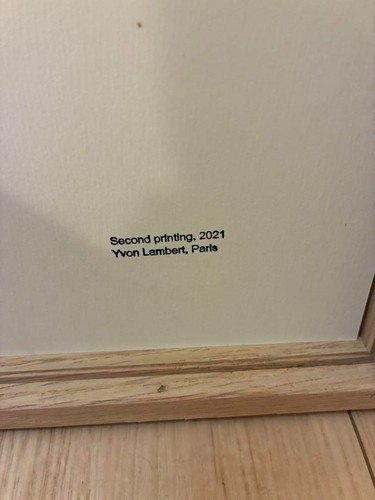 Second printing, 2021
Yvon Lambert, Paris